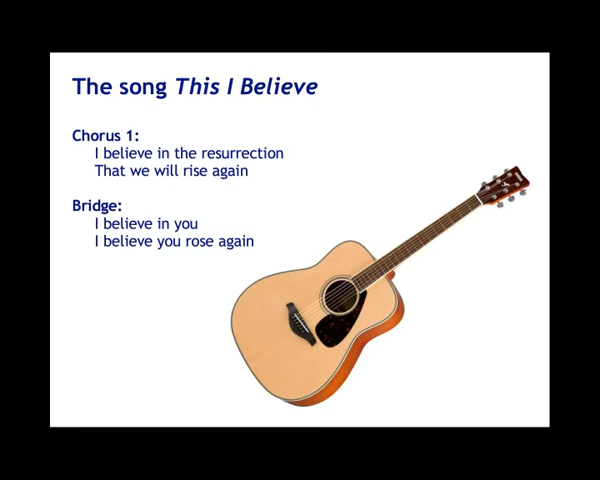 The song This I Believe
Chorus 1:
I believe in the resurrection
That we will rise again
Bridge:
I believe in you
I believe you rose again